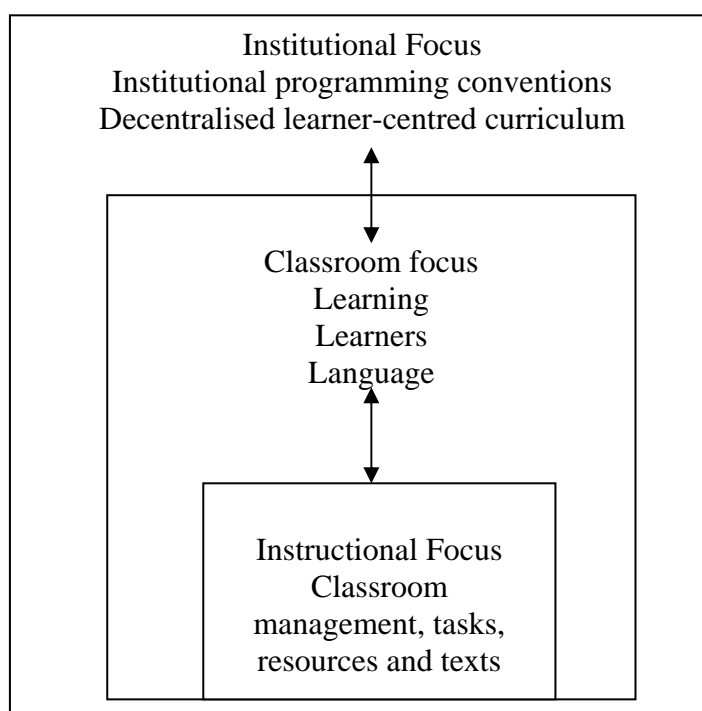 Institutional Focus
Institutional programming conventions
Decentralised learner-centred curriculum
Classroom focus
Learning
Learners
Language
Instructional Focus
Classroom
management, tasks,
resources and texts